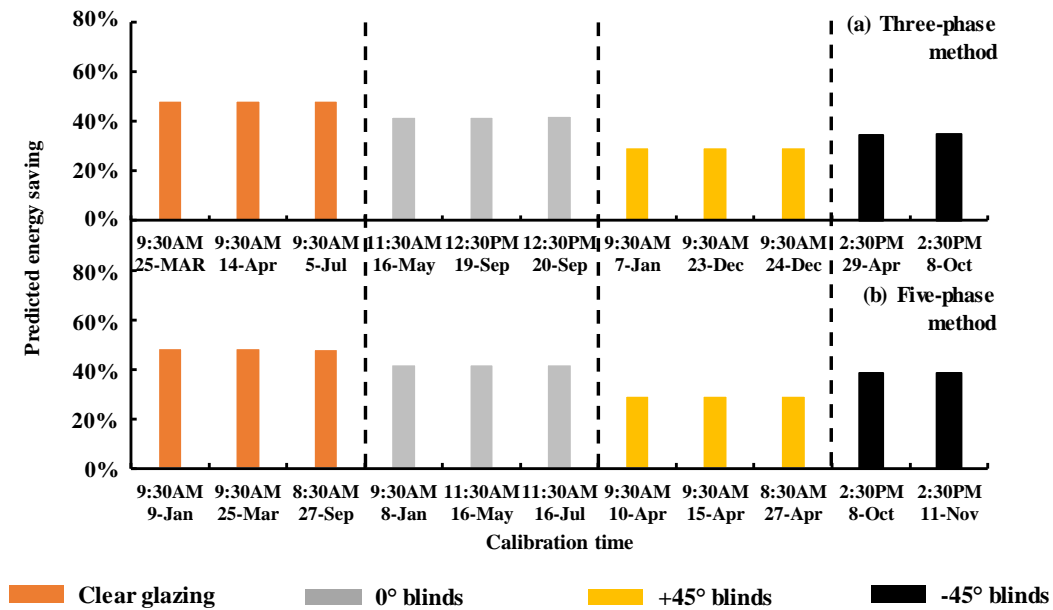 80%
60%
40%
20%
0%
(a) Three-phase
method
9:30AM 9:30AM 9:30AM 11:30AM 12:30PM 12:30PM 9:30AM 9:30AM 9:30AM 2:30PM 2:30PM
25-MAR 14-Apr 5-Jul 16-May 19-Sep 20-Sep 7-Jan 23-Dec 24-Dec 29-Apr 8-Oct
Predicted energy saving
80%
60%
40%
20%
0%
(b) Five-phase
method
9:30AM 9:30AM 8:30AM 9:30AM 11:30AM 11:30AM 9:30AM 9:30AM 8:30AM 2:30PM 2:30PM
9-Jan 25-Mar 27-Sep 8-Jan 16-May 16-Jul 10-Apr 15-Apr 27-Apr 8-Oct 11-Nov
Calibration time
Clear glazing 0° blinds +45° blinds -45° blinds